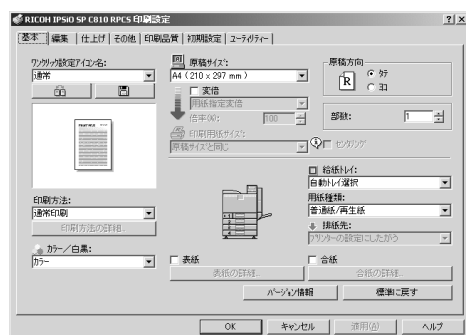 RICOH IPSiO SP C810 RPCS 印刷設定
基本 編集 仕上げ その他 印刷品質 初期設定 ユーティリティー
ワンクリック設定アイコン名:
通常
原稿サイズ:
A4 (210 x 297 mm)
変倍
用紙指定変倍
倍率(%): 100
印刷用紙サイズ:
原稿サイズと同じ
原稿方向
R
タテ
ヨコ
部数: 1
センタリング
印刷方法:
通常印刷
印刷方法の詳細...
カラー/白黒:
カラー
給紙トレイ:
自動トレイ選択
用紙種類:
普通紙/再生紙
排紙先:
プリンターの設定にしたがう
表紙
表紙の詳細...
合紙
合紙の詳細...
バージョン情報 標準に戻す
OK キャンセル 適用(A) ヘルプ